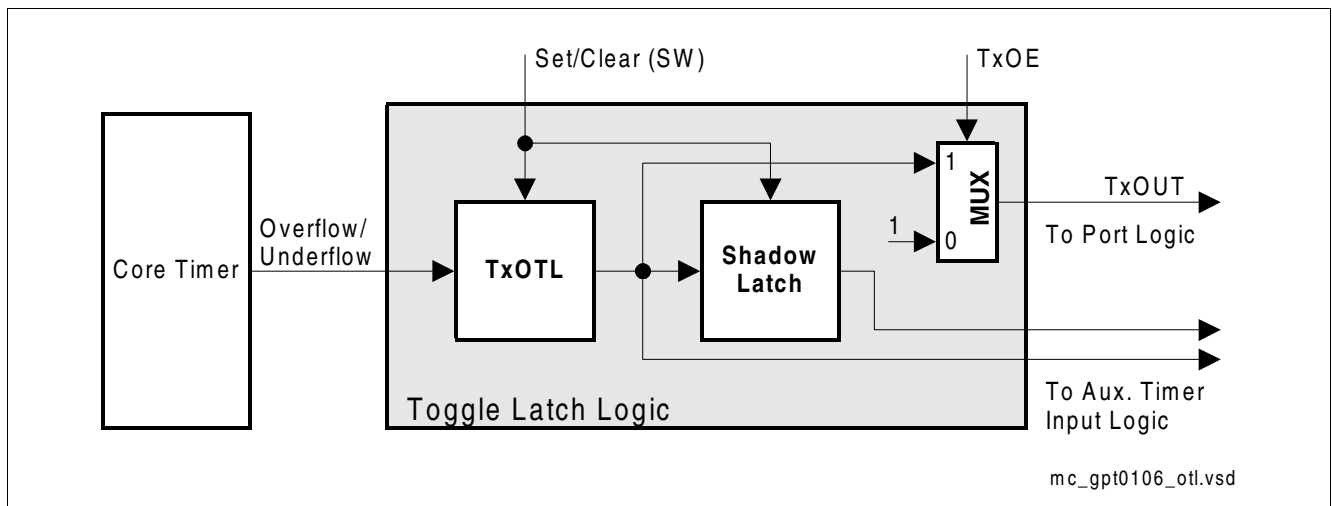 Set/Clear (SW)
TxOE
Core Timer
Overflow/
Underflow
TxOTL
Shadow
Latch
1
MUX
1
0
TxOUT
To Port Logic
To Aux. Timer
Input Logic
Toggle Latch Logic
mc_gpt0106_otl.vsd